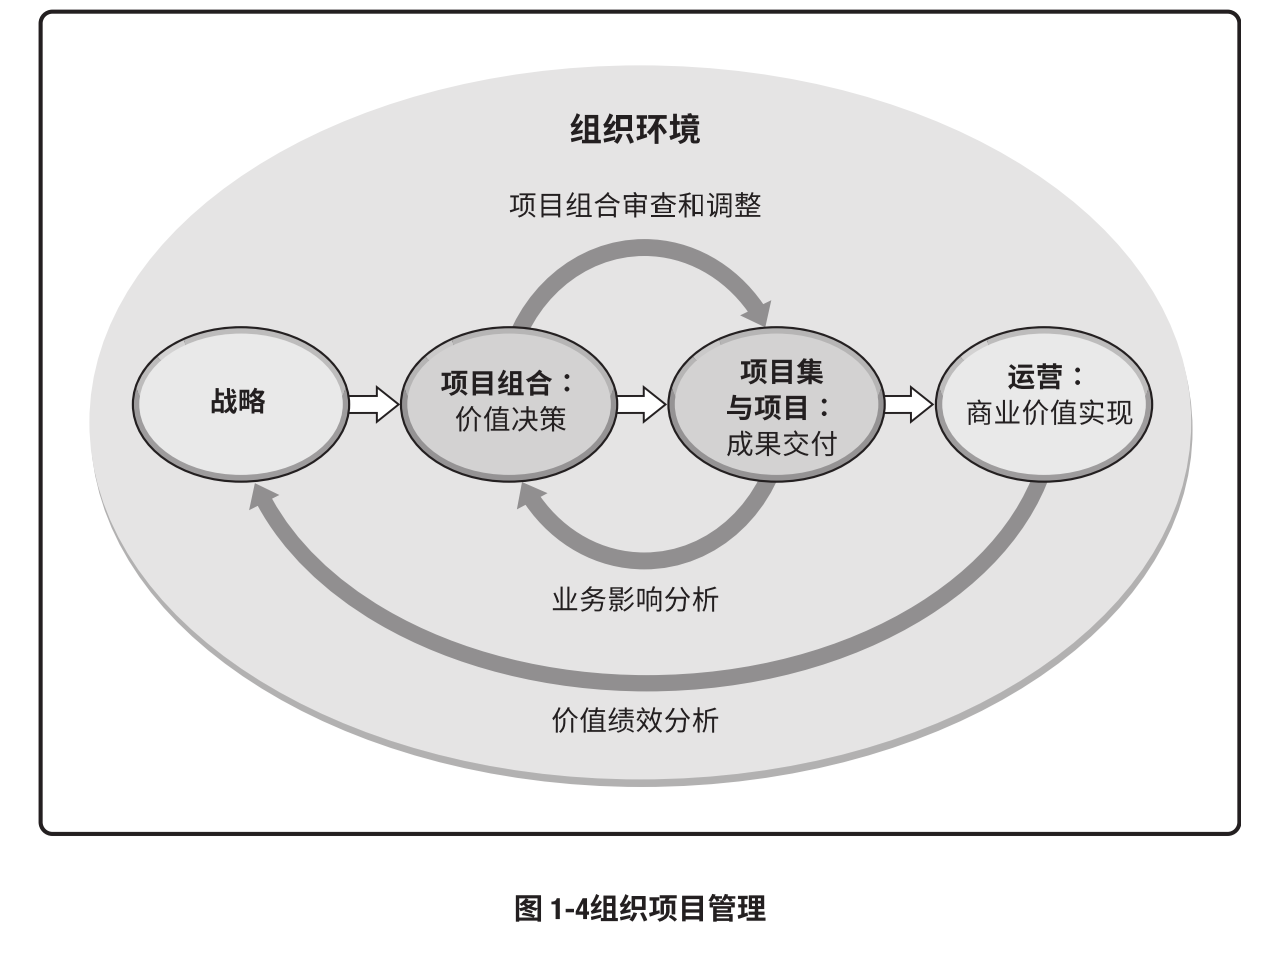 组织环境
项目组合审查和调整
战略
项目组合：
价值决策
项目集
与项目：
成果交付
运营：
商业价值实现
业务影响分析
价值绩效分析
图 1-4组织项目管理